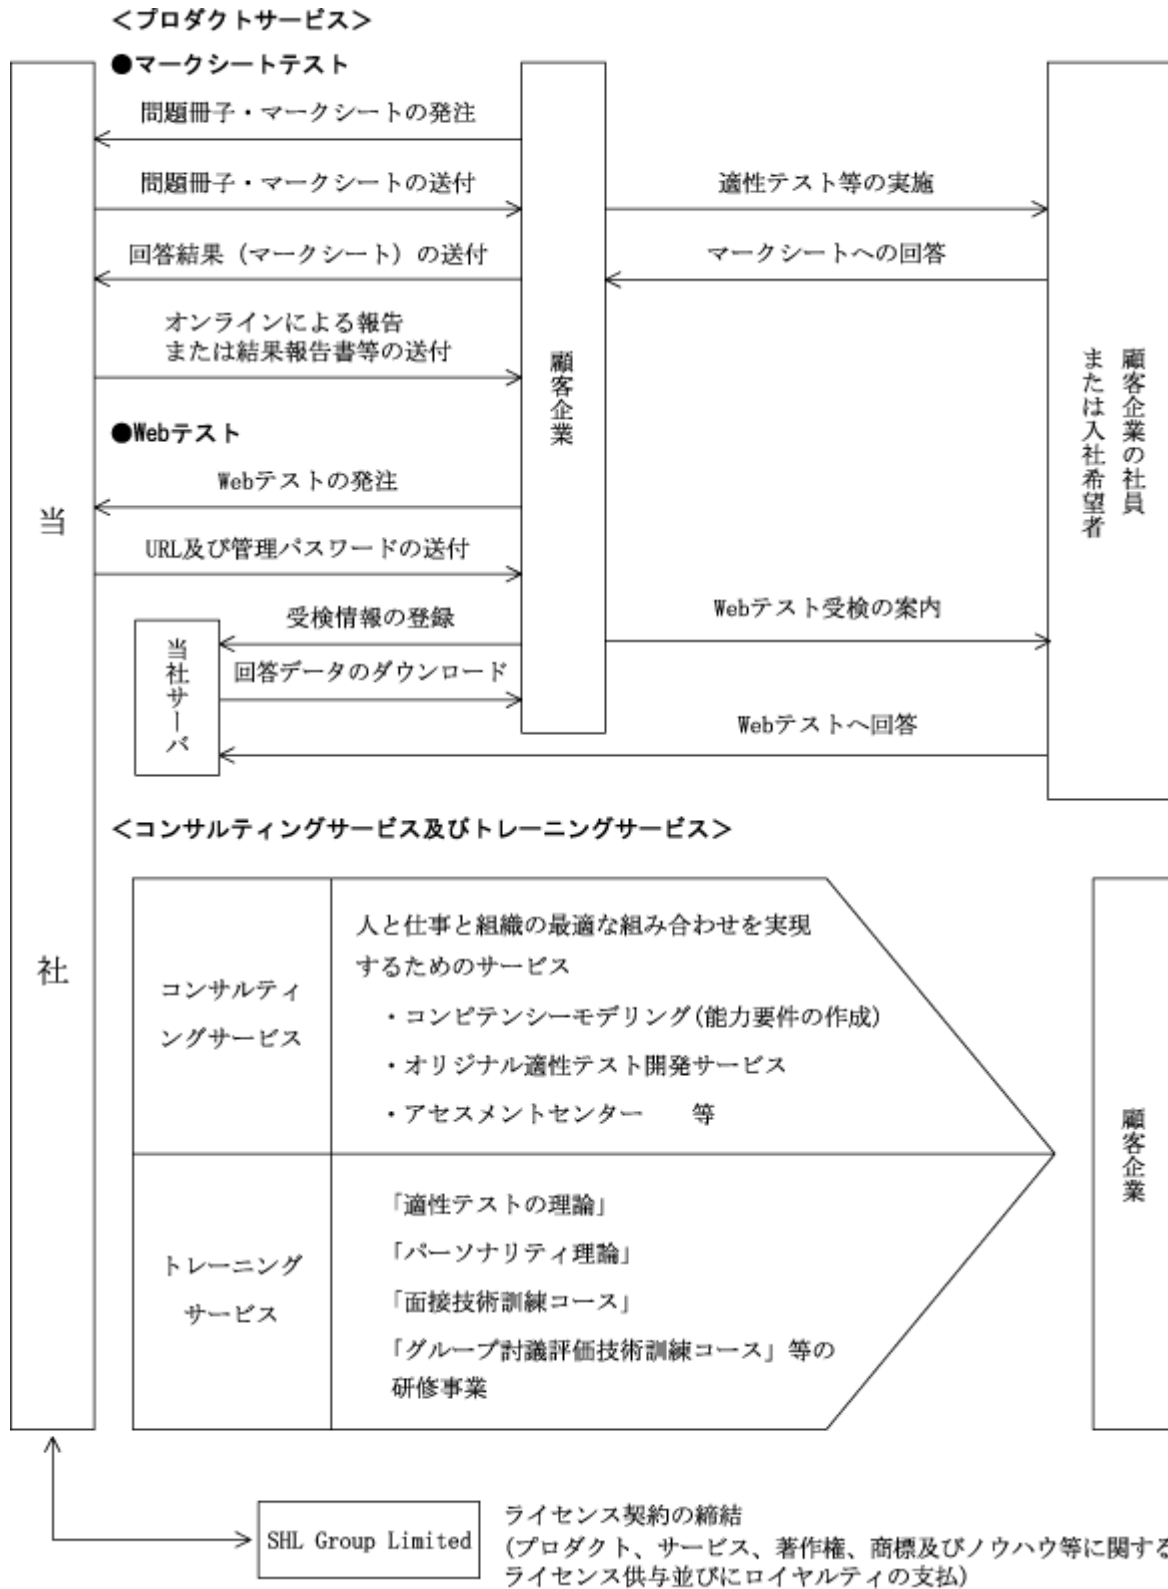 ＜プロダクトサービス＞
●マークシートテスト
問題冊子・マークシートの発注
問題冊子・マークシートの送付
適性テスト等の実施
回答結果（マークシート）の送付
マークシートへの回答
オンラインによる報告
または結果報告書等の送付
顧客企業
顧客企業の社員
または入社希望者
●Webテスト
Webテストの発注
当社
URL及び管理パスワードの送付
受検情報の登録
Webテスト受検の案内
当社サーバ
回答データのダウンロード
Webテストへ回答
＜コンサルティングサービス及びトレーニングサービス＞
コンサルティ
ングサービス
人と仕事と組織の最適な組み合わせを実現
するためのサービス
・コンピテンシーモデリング(能力要件の作成)
・オリジナル適性テスト開発サービス
・アセスメントセンター　　等
顧客企業
トレーニング
サービス
「適性テストの理論」
「パーソナリティ理論」
「面接技術訓練コース」
「グループ討議評価技術訓練コース」等の
研修事業
SHL Group Limited
ライセンス契約の締結
(プロダクト、サービス、著作権、商標及びノウハウ等に関する
ライセンス供与並びにロイヤルティの支払)